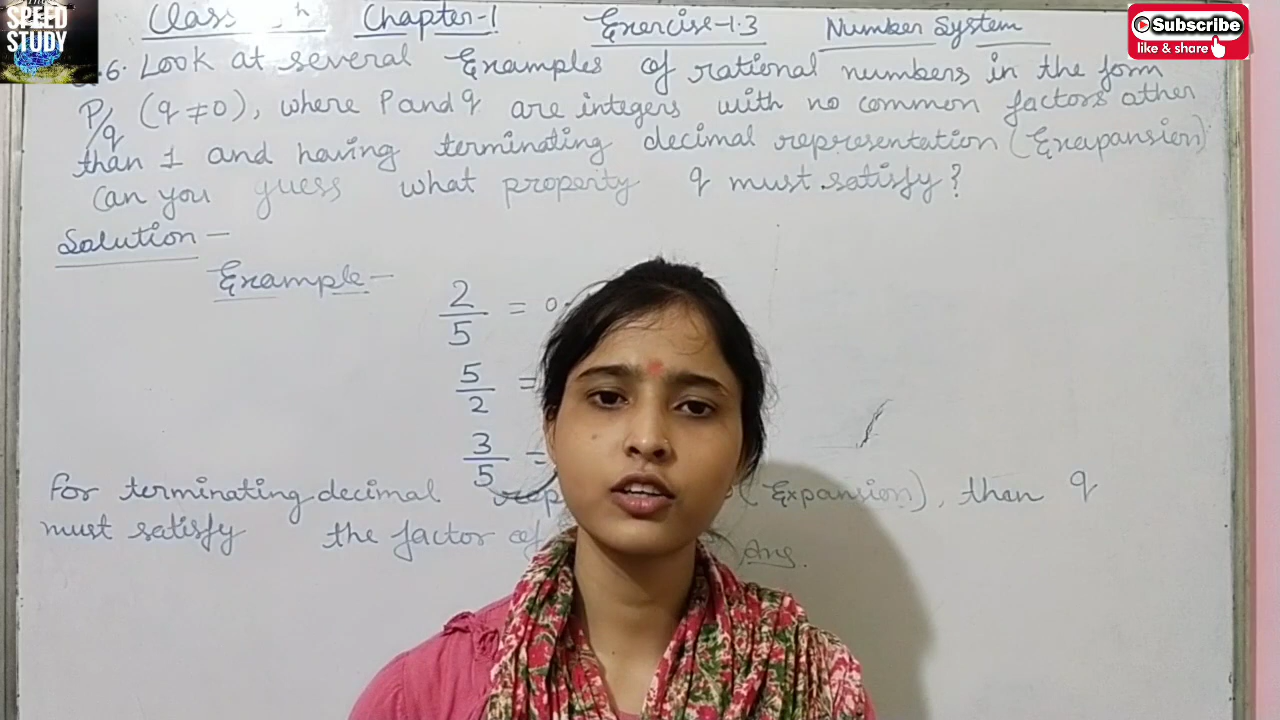 SPEED
STUDY
Subscribe
like & share
Class Chapter-1 Exercise-1.3 Number System
6. Look at several Examples of rational numbers in the form
P/q (q ≠ 0), where P and q are integers with no common factors other
than 1 and having terminating decimal representation (Exapansion)
Can you guess what property q must satisfy?
Solution –
Example –
2/5 = 0.
5/2 =
3/5 =
For terminating decimal (Expansion), than q
must satisfy the factor of Ans.